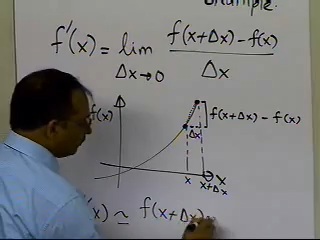 Example.
f'(x) = lim Δx→0 f(x+Δx) - f(x) / Δx
f(x)
f(x+Δx) - f(x)
Δx
x x+Δx X
'(x) ≃ f(x+Δx)